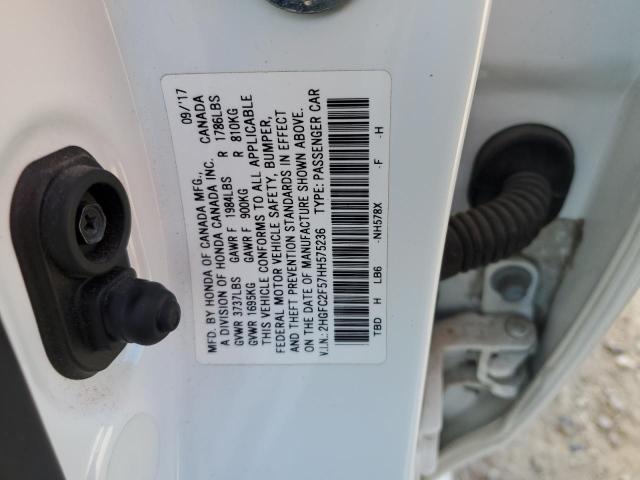 MFD. BY HONDA OF CANADA MFG., 09/'17
A DIVISION OF HONDA CANADA INC. CANADA
GVWR 3737LBS GAWR F 1984LBS R 1786LBS
GVWR 1695KG GAWR F 900KG R 810KG
THIS VEHICLE CONFORMS TO ALL APPLICABLE
FEDERAL MOTOR VEHICLE SAFETY, BUMPER,
AND THEFT PREVENTION STANDARDS IN EFFECT
ON THE DATE OF MANUFACTURE SHOWN ABOVE.
V.I.N.: 2HGFC2F57HH575236 TYPE: PASSENGER CAR
TBD H LB6 -NH578X -F -H